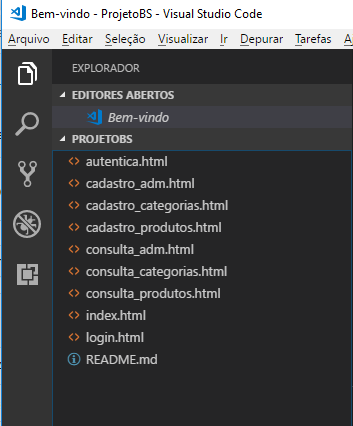 Bem-vindo - ProjetoBS - Visual Studio Code
Arquivo Editar Seleção Visualizar Ir Depurar Tarefas
EXPLORADOR
EDITORES ABERTOS
Bem-vindo
PROJETOBS
autentica.html
cadastro_adm.html
cadastro_categorias.html
cadastro_produtos.html
consulta_adm.html
consulta_categorias.html
consulta_produtos.html
index.html
login.html
README.md